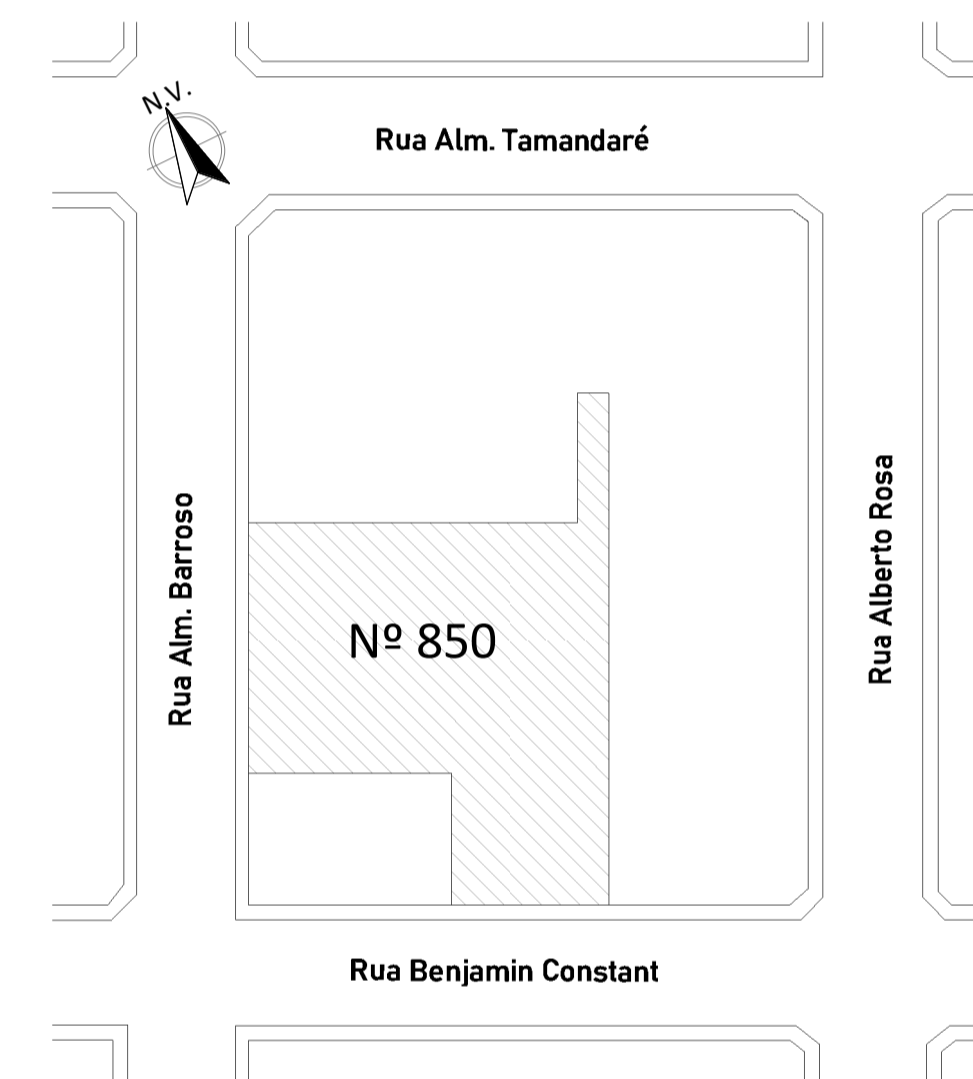 N.V.
Rua Alm. Tamandaré
Rua Alm. Barroso
Nº 850
Rua Alberto Rosa
Rua Benjamin Constant